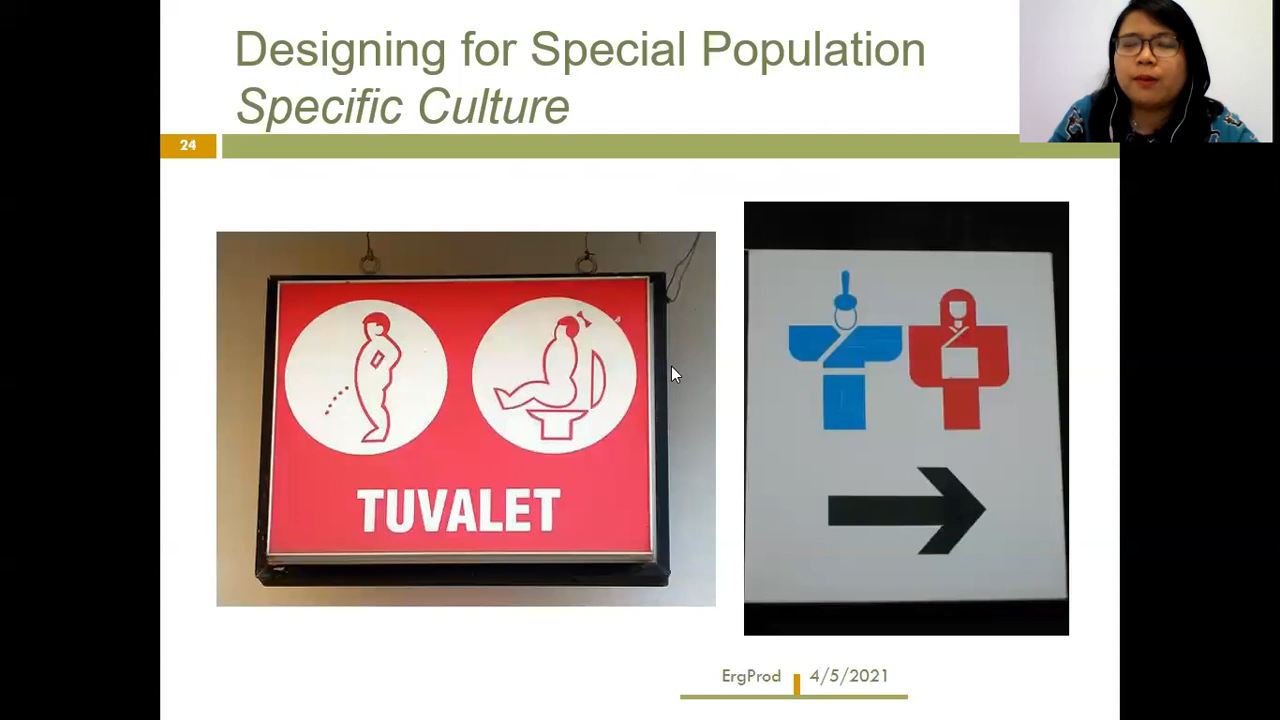 Designing for Special Population
Specific Culture
24
TUVALET
ErgProd
4/5/2021